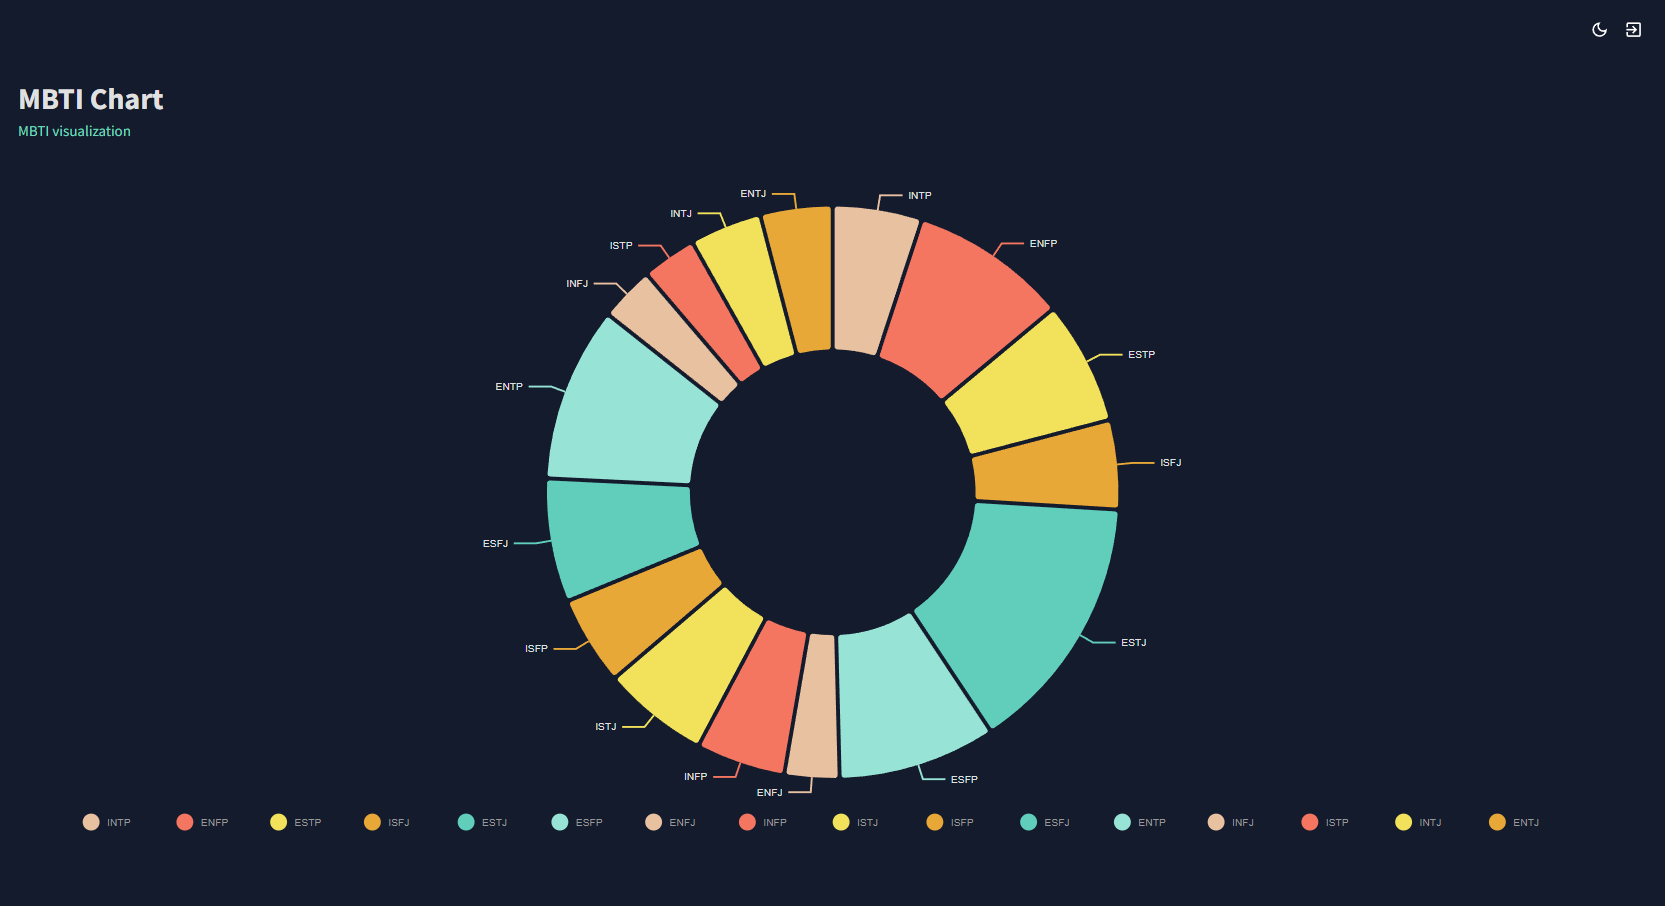 MBTI Chart
MBTI visualization
ENTJ
INTP
INTJ
ENFP
ISTP
INFJ
ESTP
ENTP
ISFJ
ESFJ
ESTJ
ISFP
ISTJ
INFP
ESFP
ENFJ
INTP ENFP ESTP ISFJ ESTJ ESFP ENFJ INFP ISTJ ISFP ESFJ ENTP INFJ ISTP INTJ ENTJ